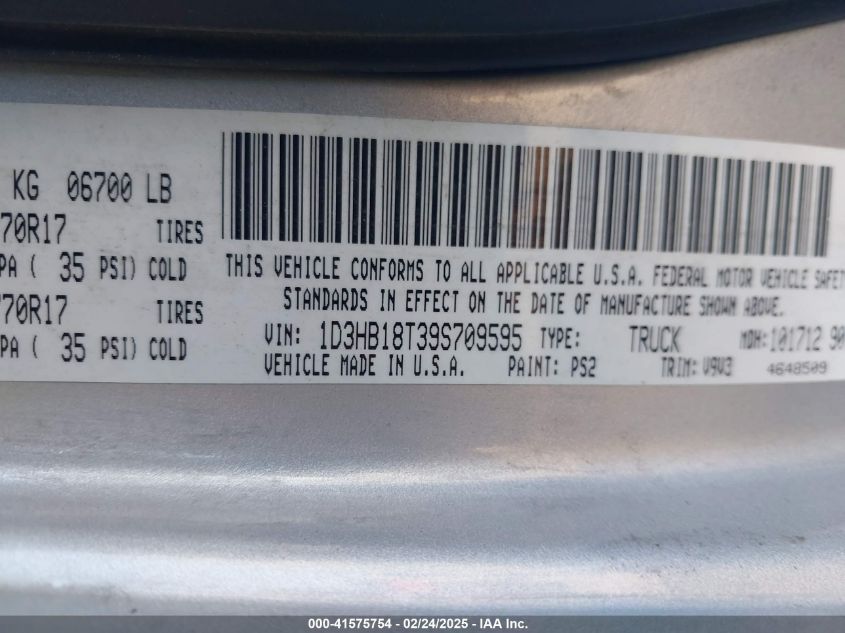 KG 06700 LB
70R17 TIRES
PA ( 35 PSI) COLD
70R17 TIRES
PA ( 35 PSI) COLD
THIS VEHICLE CONFORMS TO ALL APPLICABLE U.S.A. FEDERAL MOTOR VEHICLE SAFET
STANDARDS IN EFFECT ON THE DATE OF MANUFACTURE SHOWN ABOVE.
VIN: 1D3HB18T39S709595 TYPE: TRUCK MDH: 101712 90
VEHICLE MADE IN U.S.A. PAINT: PS2 TRIM: V9V3 4648509
000-41575754 - 02/24/2025 - IAA Inc.